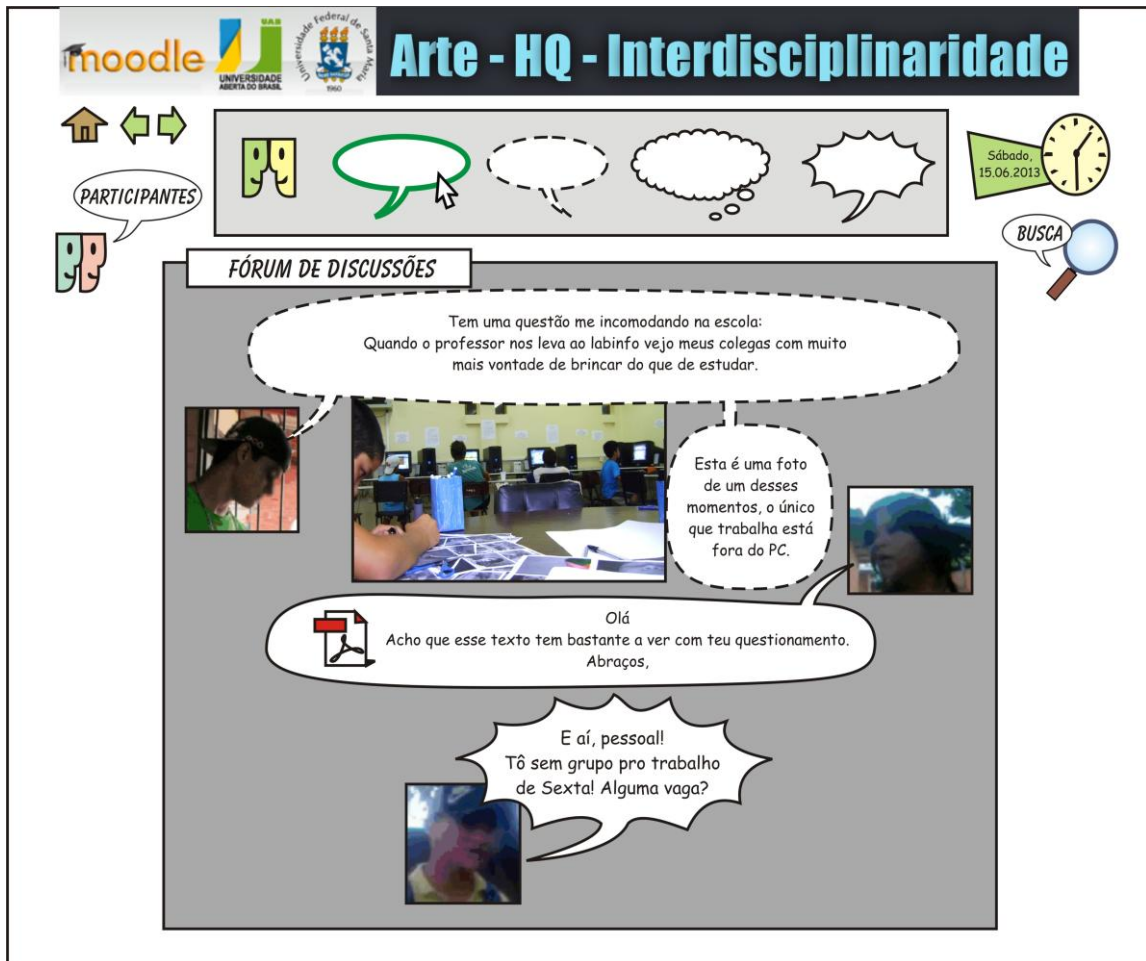 moodle
UAB
UNIVERSIDADE
ABERTA DO BRASIL
Universidade Federal de Santa Maria
1960
Arte - HQ - Interdisciplinaridade
PARTICIPANTES
Sábado,
15.06.2013
BUSCA
FÓRUM DE DISCUSSÕES
Tem uma questão me incomodando na escola:
Quando o professor nos leva ao labinfo vejo meus colegas com muito
mais vontade de brincar do que de estudar.
Esta é uma foto
de um desses
momentos, o único
que trabalha está
fora do PC.
Olá
Acho que esse texto tem bastante a ver com teu questionamento.
Abraços,
E aí, pessoal!
Tô sem grupo pro trabalho
de Sexta! Alguma vaga?